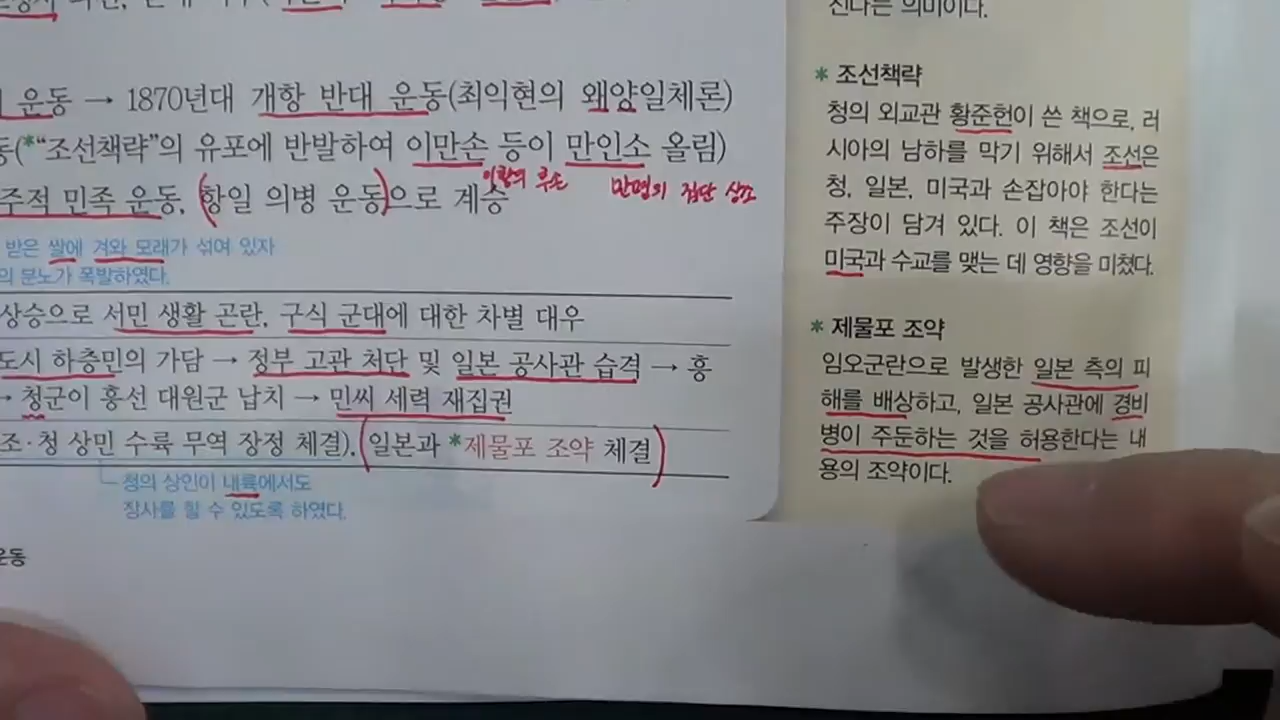 운동 → 1870년대 개항 반대 운동(최익현의 왜양일체론)
동(*“조선책략”의 유포에 반발하여 이만손 등이 만인소 올림)
이황의 후손 만명의 집단 상소
주적 민족 운동, (항일 의병 운동)으로 계승
받은 쌀에 겨와 모래가 섞여 있자
의 분노가 폭발하였다.
상승으로 서민 생활 곤란, 구식 군대에 대한 차별 대우
도시 하층민의 가담 → 정부 고관 처단 및 일본 공사관 습격 → 흥
→ 청군이 흥선 대원군 납치 → 민씨 세력 재집권
조·청 상민 수륙 무역 장정 체결), (일본과 *제물포 조약 체결)
청의 상인이 내륙에서도
장사를 할 수 있도록 하였다.
운동
진다는 의미이다.
* 조선책략
청의 외교관 황준헌이 쓴 책으로, 러
시아의 남하를 막기 위해서 조선은
청, 일본, 미국과 손잡아야 한다는
주장이 담겨 있다. 이 책은 조선이
미국과 수교를 맺는 데 영향을 미쳤다.
* 제물포 조약
임오군란으로 발생한 일본 측의 피
해를 배상하고, 일본 공사관에 경비
병이 주둔하는 것을 허용한다는 내
용의 조약이다.